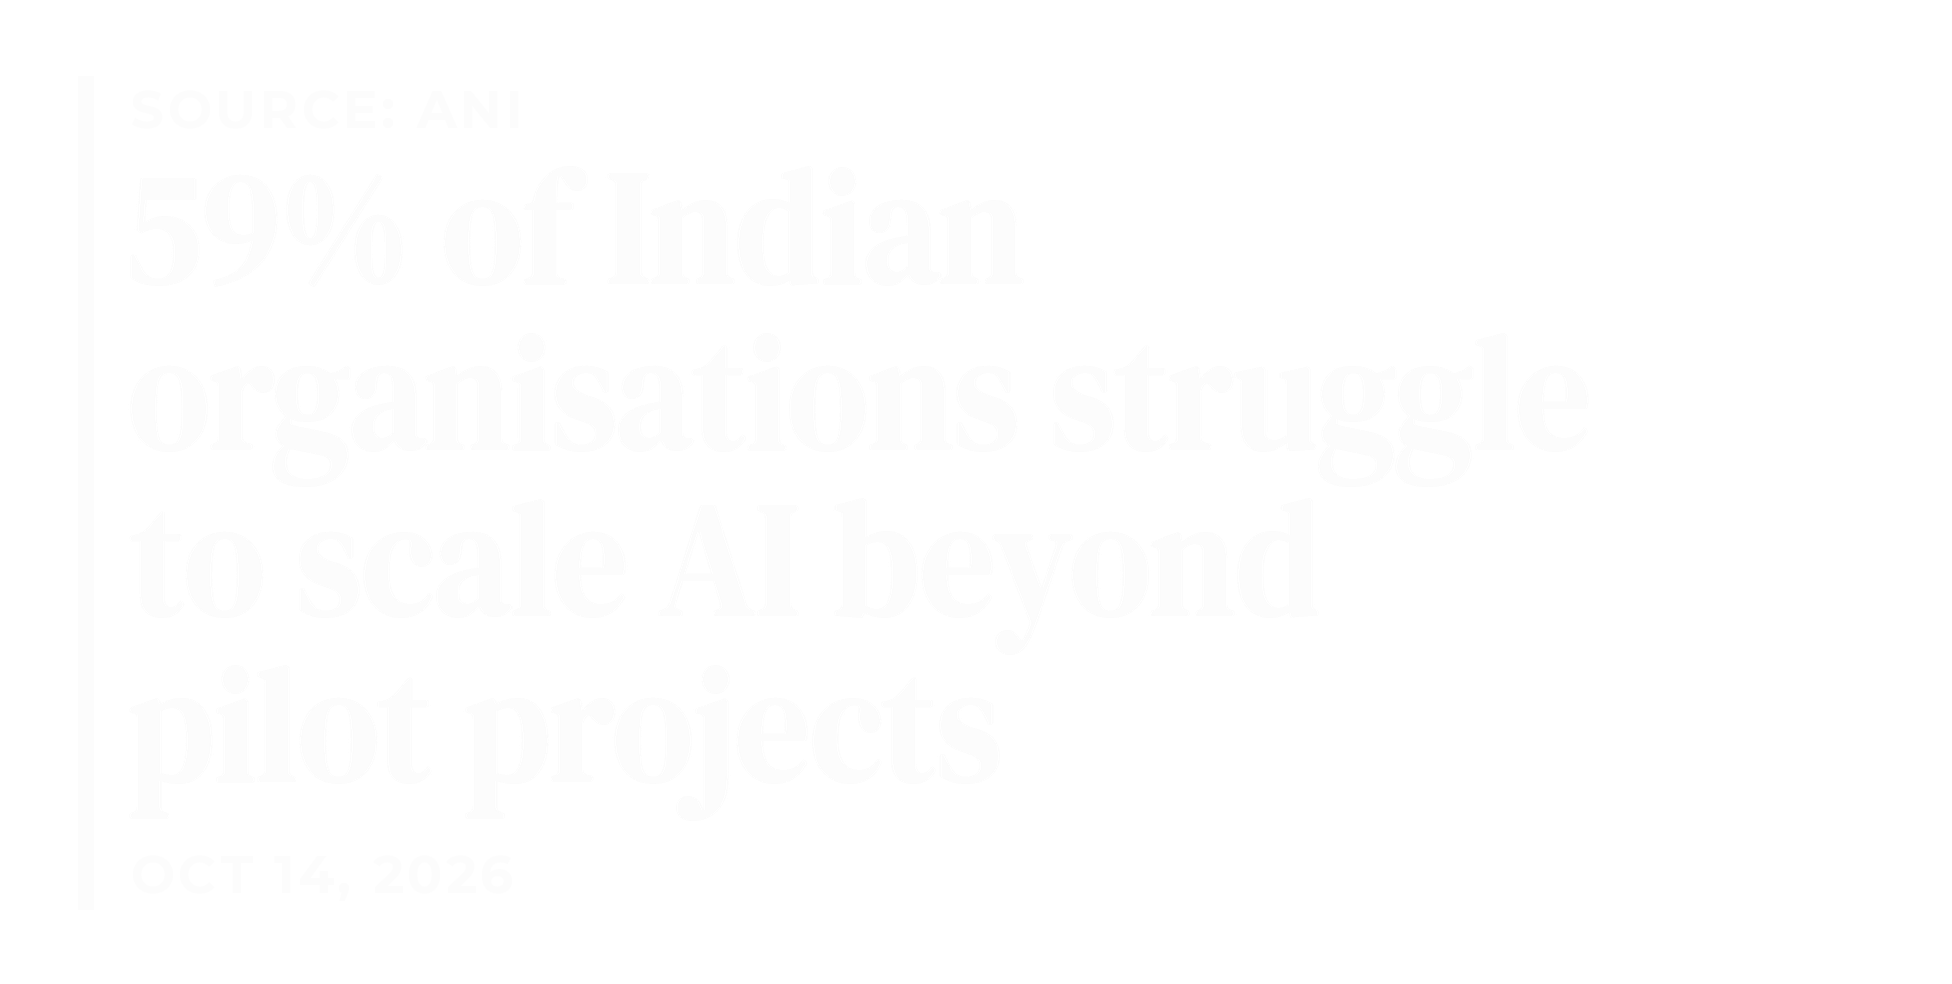 SOURCE: ANI
59% of Indian
organisations struggle
to scale AI beyond
pilot projects
OCT 14, 2026